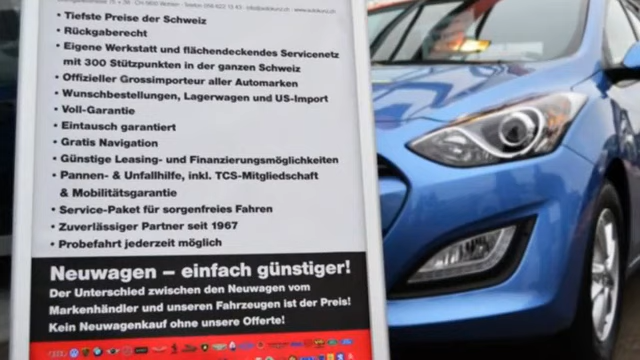 • Tiefste Preise der Schweiz
• Rückgaberecht
• Eigene Werkstatt und flächendeckendes Servicenetz
mit 300 Stützpunkten in der ganzen Schweiz
• Offizieller Grossimporteur aller Automarken
• Wunschbestellungen, Lagerwagen und US-Import
• Voll-Garantie
• Eintausch garantiert
• Gratis Navigation
• Günstige Leasing- und Finanzierungsmöglichkeiten
• Pannen- & Unfallhilfe, inkl. TCS-Mitgliedschaft
& Mobilitätsgarantie
• Service-Paket für sorgenfreies Fahren
• Zuverlässiger Partner seit 1967
• Probefahrt jederzeit möglich
Neuwagen – einfach günstiger!
Der Unterschied zwischen den Neuwagen vom
Markenhändler und unseren Fahrzeugen ist der Preis!
Kein Neuwagenkauf ohne unsere Offerte!